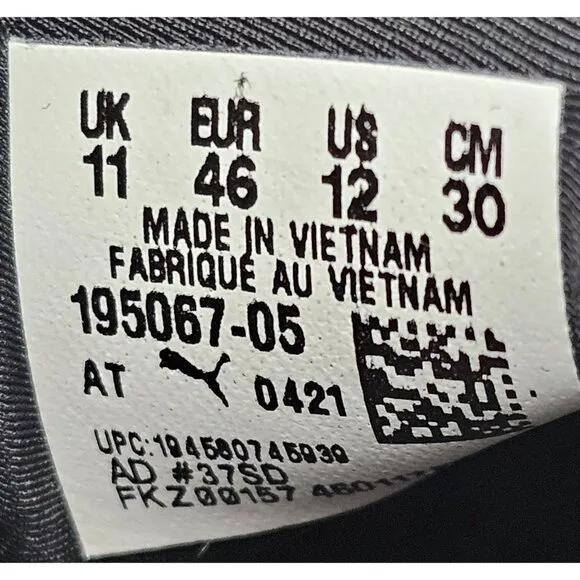 UK EUR US CM
11 46 12 30
MADE IN VIETNAM
FABRIQUÉ AU VIETNAM
195067-05
AT 0421
UPC:194580745939
AD #37SD
FKZ00157